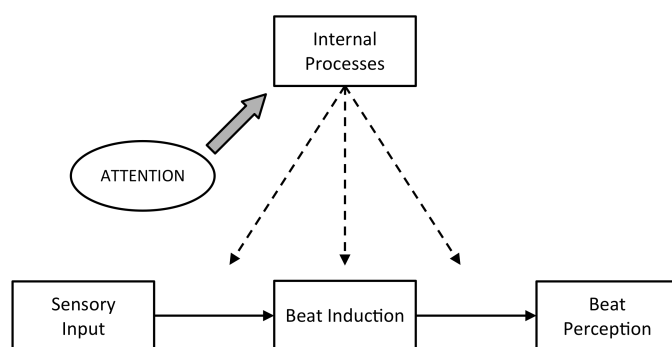 Internal
Processes
ATTENTION
Sensory
Input
Beat Induction
Beat
Perception